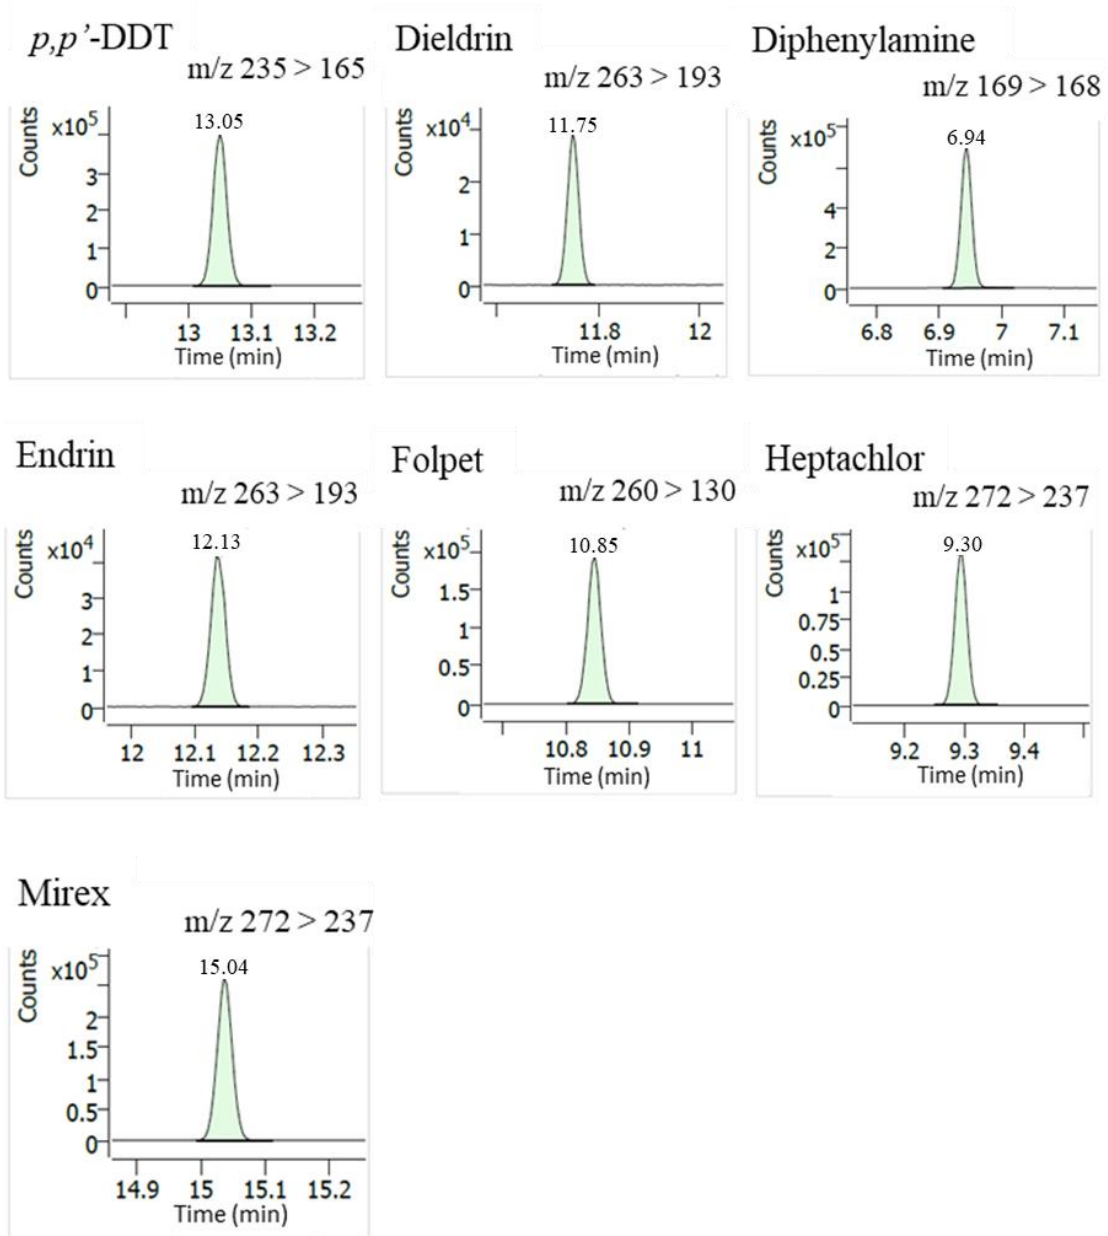 p,p’-DDT
m/z 235 > 165
Counts
x10⁵
13.05
3
2
1
0
13 13.1 13.2
Time (min)
Dieldrin
m/z 263 > 193
Counts
x10⁴
11.75
2
1
0
11.8 12
Time (min)
Diphenylamine
m/z 169 > 168
Counts
x10⁵
6.94
4
2
0
6.8 6.9 7 7.1
Time (min)
Endrin
m/z 263 > 193
Counts
x10⁴
12.13
3
2
1
0
12 12.1 12.2 12.3
Time (min)
Folpet
m/z 260 > 130
Counts
x10⁵
10.85
1.5
1
0.5
0
10.8 10.9 11
Time (min)
Heptachlor
m/z 272 > 237
Counts
x10⁵
9.30
1
0.75
0.5
0.25
0
9.2 9.3 9.4
Time (min)
Mirex
m/z 272 > 237
Counts
x10⁵
15.04
2
1.5
1
0.5
0
14.9 15 15.1 15.2
Time (min)